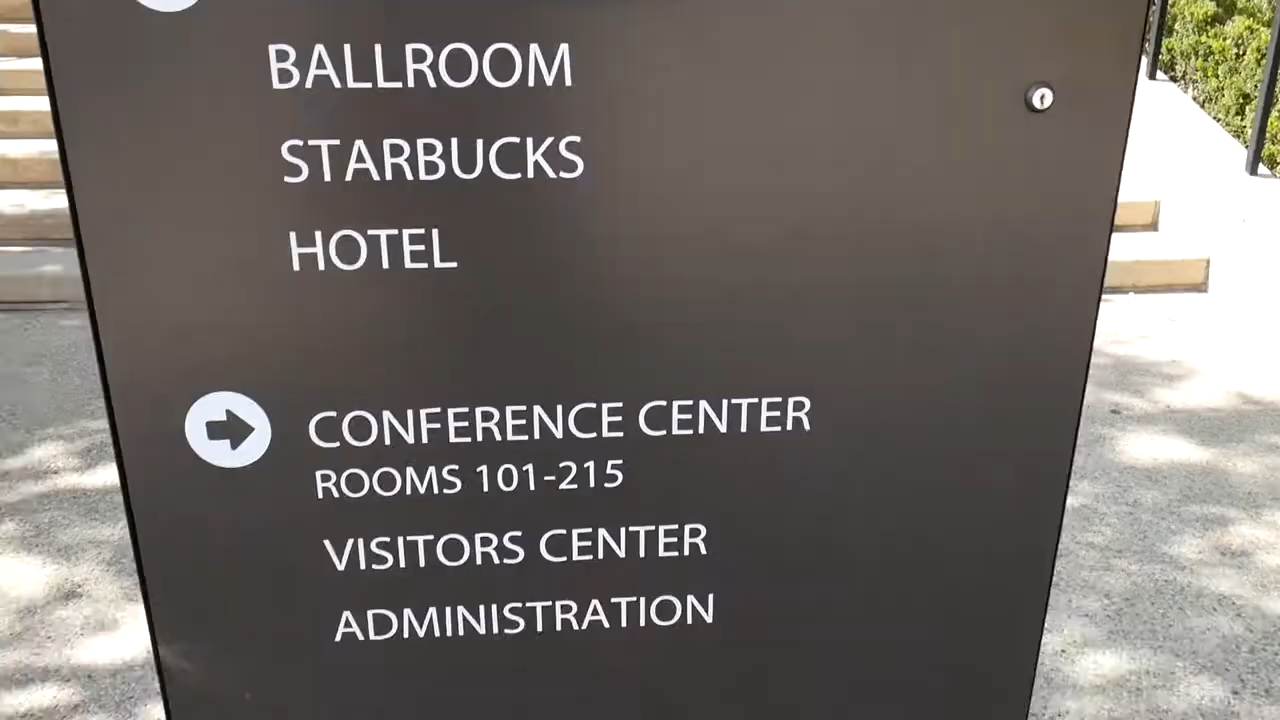 BALLROOM
STARBUCKS
HOTEL
CONFERENCE CENTER
ROOMS 101-215
VISITORS CENTER
ADMINISTRATION